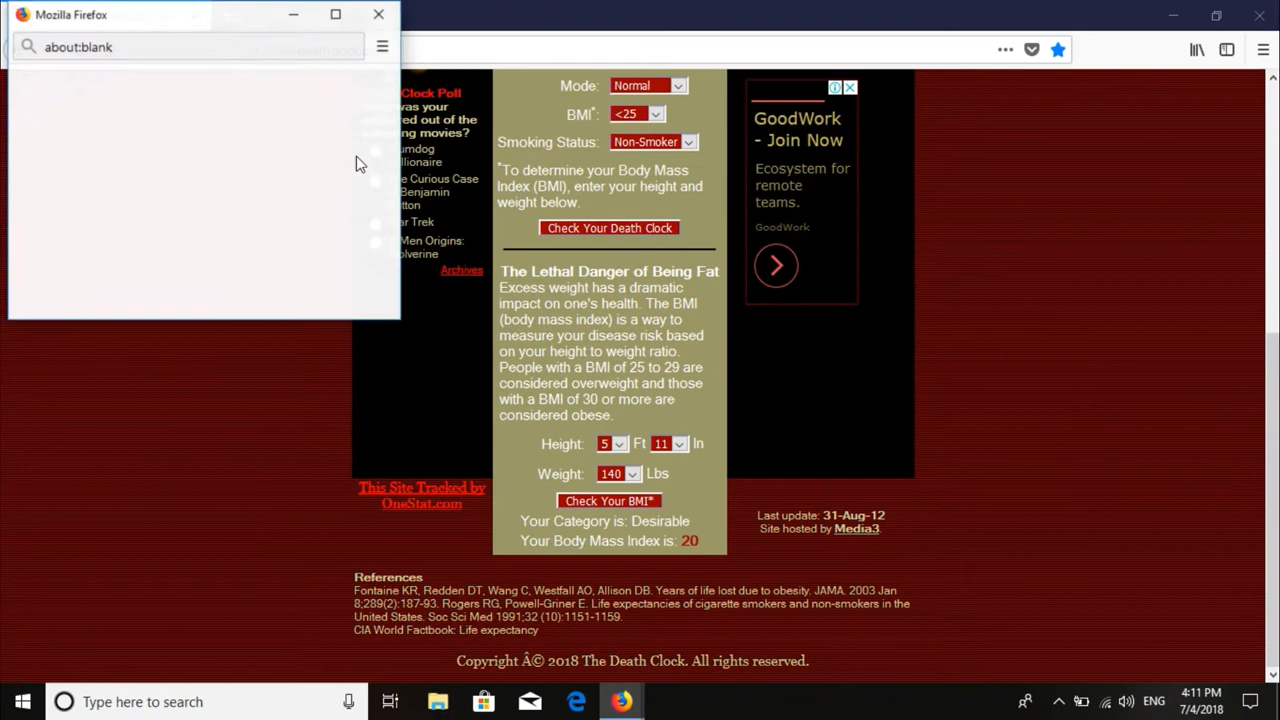 Mozilla Firefox
about:blank
Clock Poll
was your
out of the
movies?
The Curious Case
Benjamin
Archives
This Site Tracked by
OneStat.com
Mode: Normal
BMI*: <25
Smoking Status: Non-Smoker
*To determine your Body Mass
Index (BMI), enter your height and
weight below.
Check Your Death Clock
The Lethal Danger of Being Fat
Excess weight has a dramatic
impact on one's health. The BMI
(body mass index) is a way to
measure your disease risk based
on your height to weight ratio.
People with a BMI of 25 to 29 are
considered overweight and those
with a BMI of 30 or more are
considered obese.
Height: 5 Ft 11 In
Weight: 140 Lbs
Check Your BMI*
Your Category is: Desirable
Your Body Mass Index is: 20
GoodWork
- Join Now
Ecosystem for
remote
teams.
GoodWork
Last update: 31-Aug-12
Site hosted by Media3.
References
Fontaine KR, Redden DT, Wang C, Westfall AO, Allison DB. Years of life lost due to obesity. JAMA. 2003 Jan
8;289(2):187-93. Rogers RG, Powell-Griner E. Life expectancies of cigarette smokers and non-smokers in the
United States. Soc Sci Med 1991;32 (10):1151-1159.
CIA World Factbook: Life expectancy
Copyright Â© 2018 The Death Clock. All rights reserved.
Type here to search
ENG
4:11 PM
7/4/2018